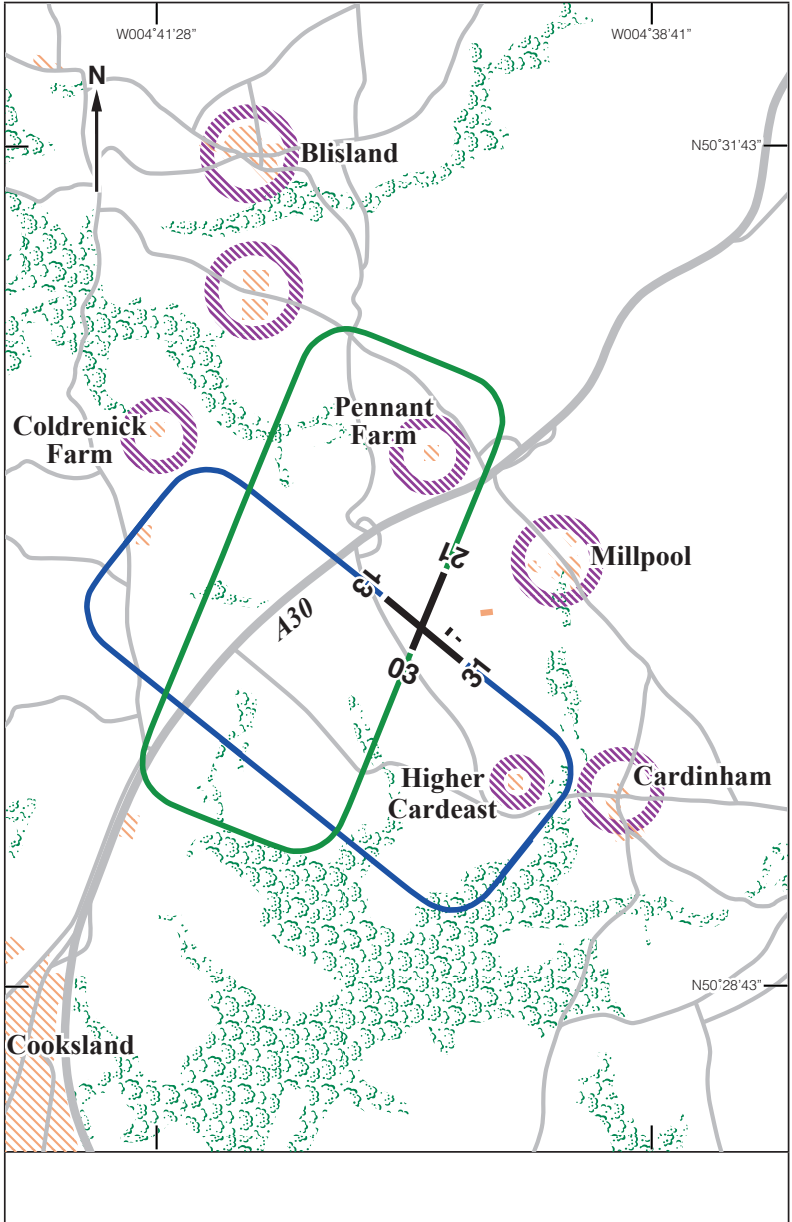 W004˚41'28"
W004˚38'41"
N
N50˚31'43"
Blisland
Pennant
Farm
Coldrenick
Farm
Millpool
21
13
A30
03
31
Higher
Cardeast
Cardinham
N50˚28'43"
Cooksland